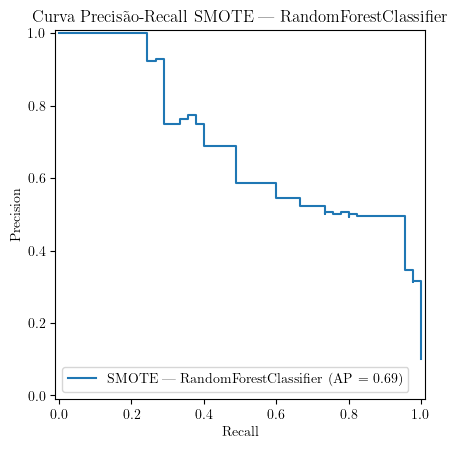 Curva Precisão-Recall SMOTE — RandomForestClassifier
1.0
0.8
0.6
0.4
0.2
0.0
Precision
SMOTE — RandomForestClassifier (AP = 0.69)
0.0 0.2 0.4 0.6 0.8 1.0
Recall